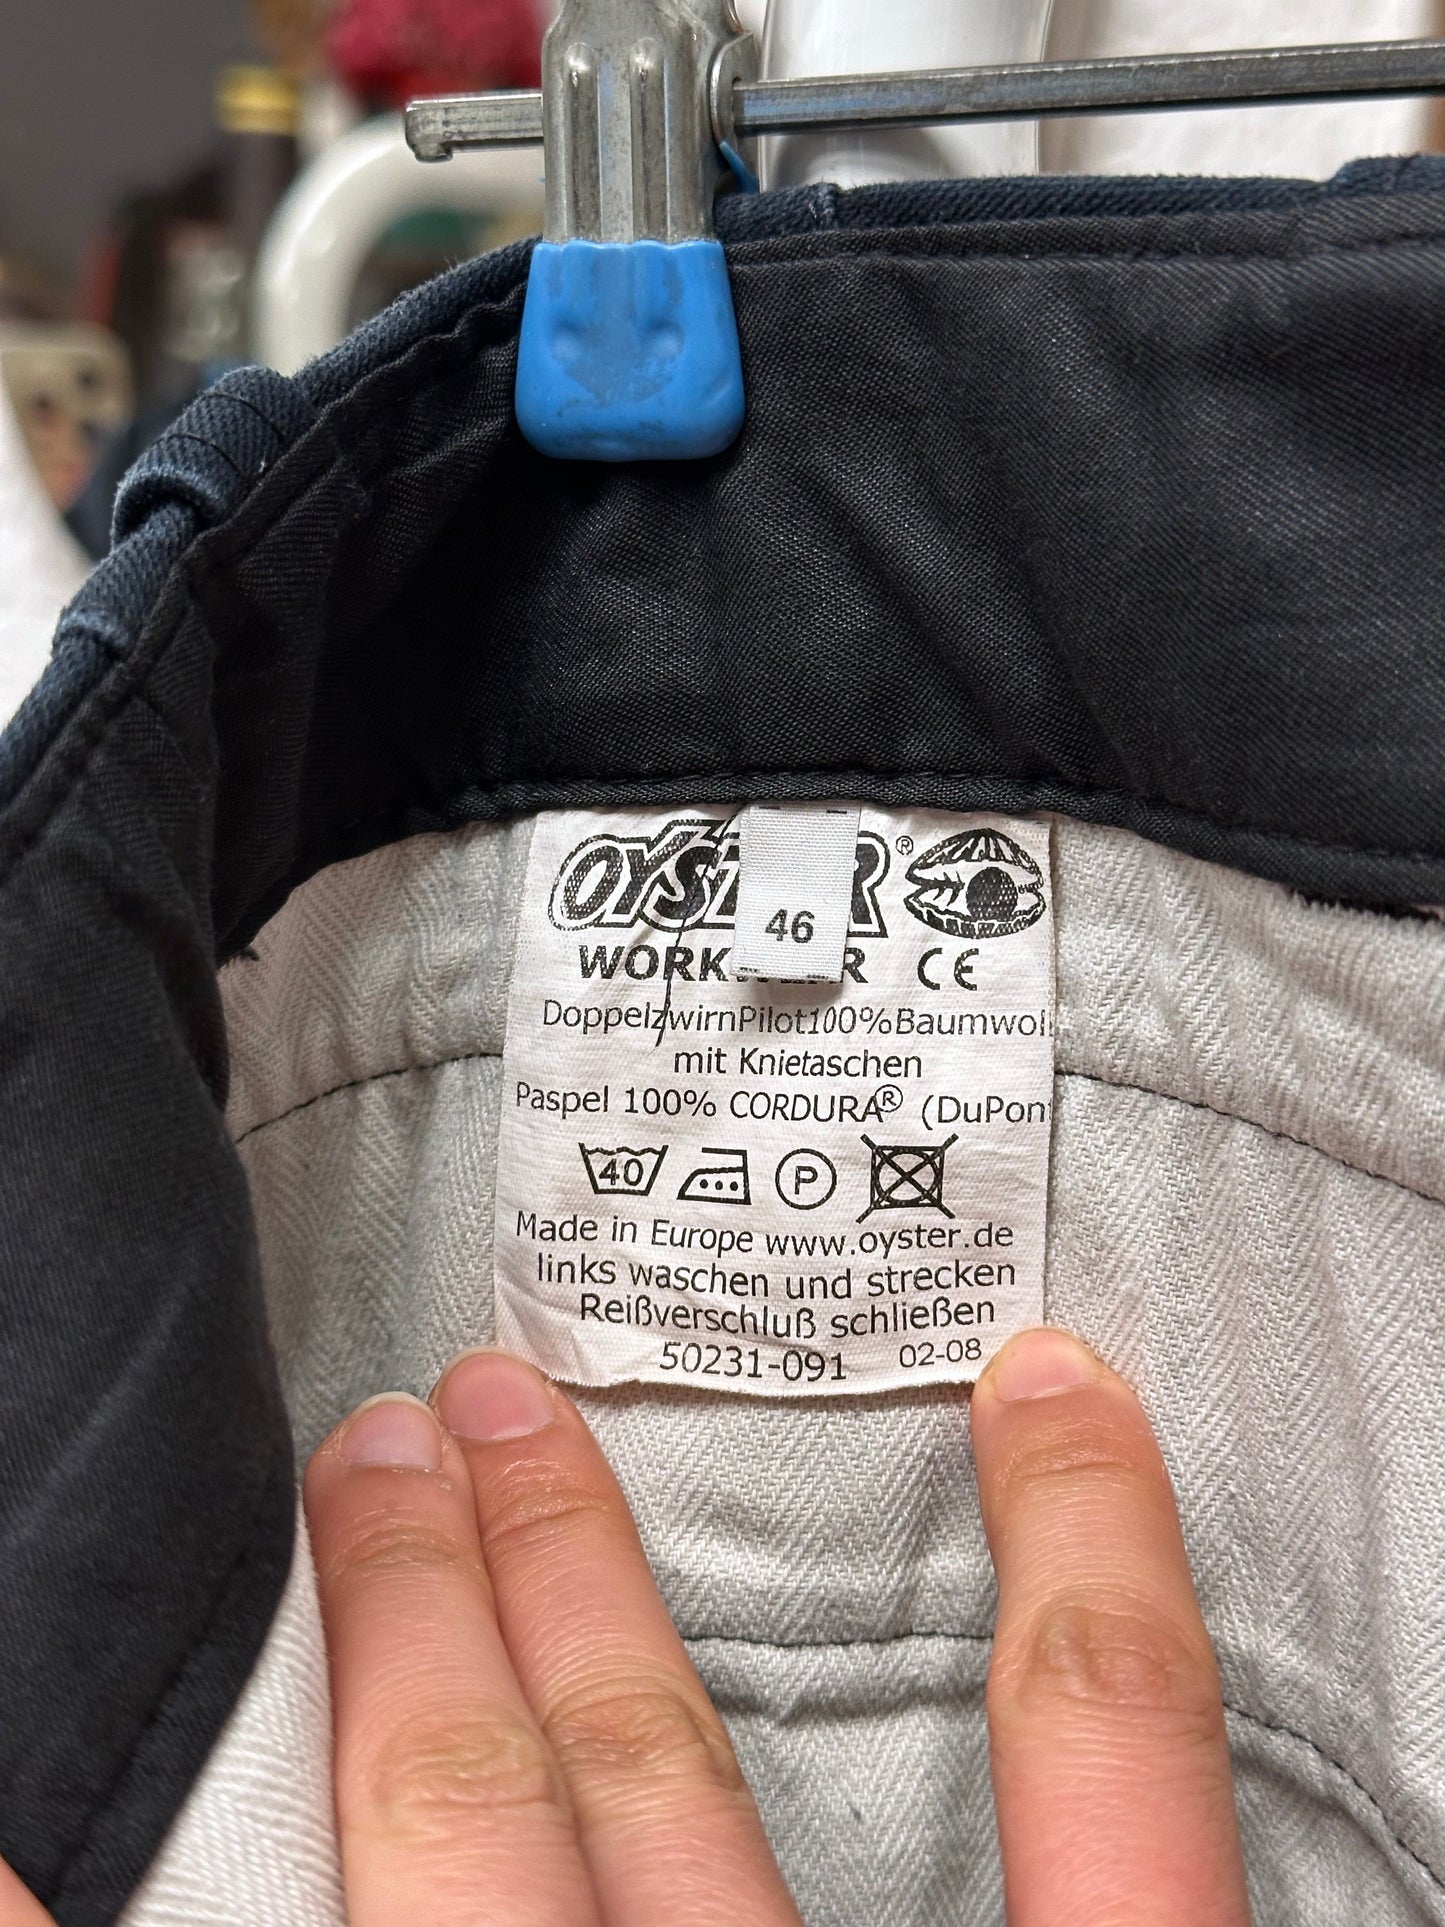 OYSTER®
46
WORKWEAR CE
DoppelzwirnPilot100%Baumwol
mit Knietaschen
Paspel 100% CORDURA® (DuPont
40 P
Made in Europe www.oyster.de
links waschen und strecken
Reißverschluß schließen
50231-091 02-08